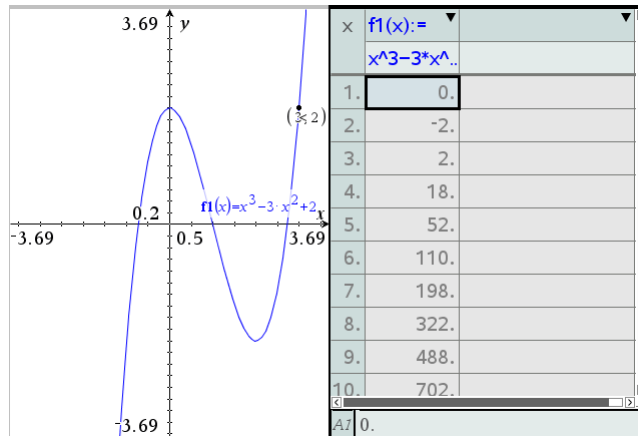 3.69
y
(3, 2)
f1(x)=x^3-3·x^2+2
x
0.2
-3.69
0.5
3.69
-3.69
x
f1(x):=
x^3-3*x^..
1. 0.
2. -2.
3. 2.
4. 18.
5. 52.
6. 110.
7. 198.
8. 322.
9. 488.
10. 702.
A1 0.